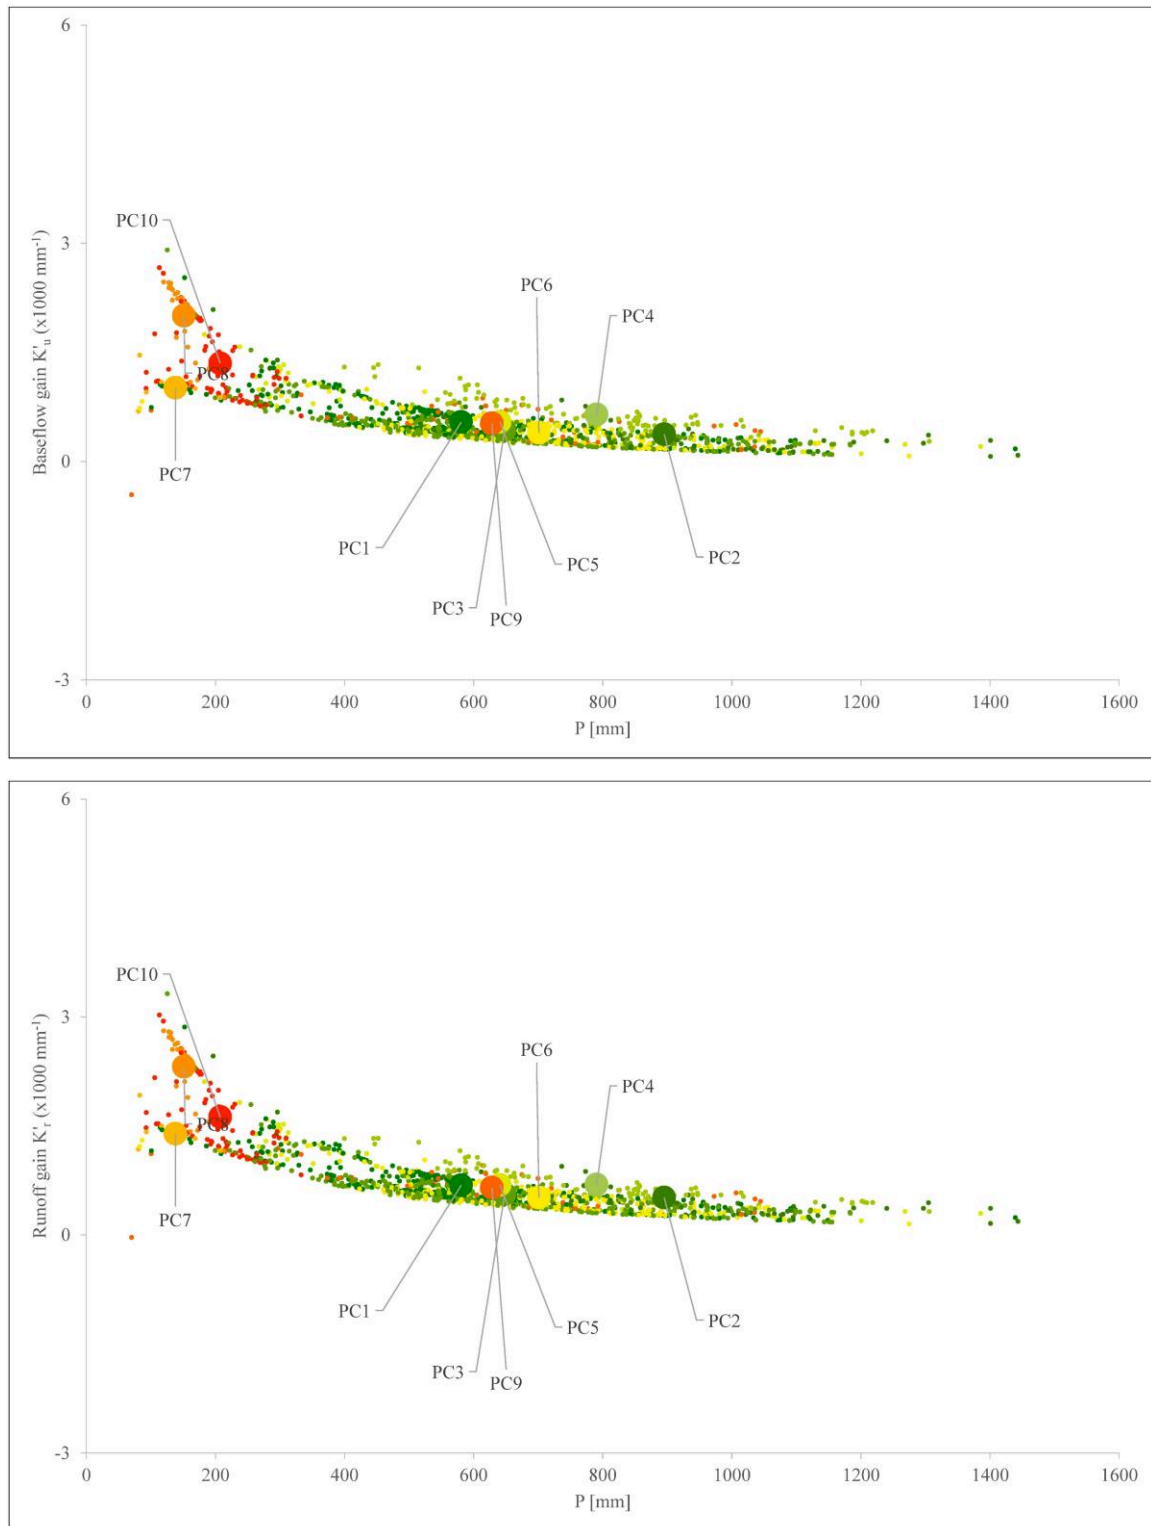 6
PC10
PC6
3
PC4
PC8
Baseflow gain K'u (x1000 mm-1)
0
PC7
PC1
PC2
PC5
PC3
PC9
-3
0 200 400 600 800 1000 1200 1400 1600
P [mm]
6
PC10
3
PC6
PC4
PC8
Runoff gain K'r (x1000 mm-1)
0
PC7
PC1
PC5
PC2
PC3
PC9
-3
0 200 400 600 800 1000 1200 1400 1600
P [mm]